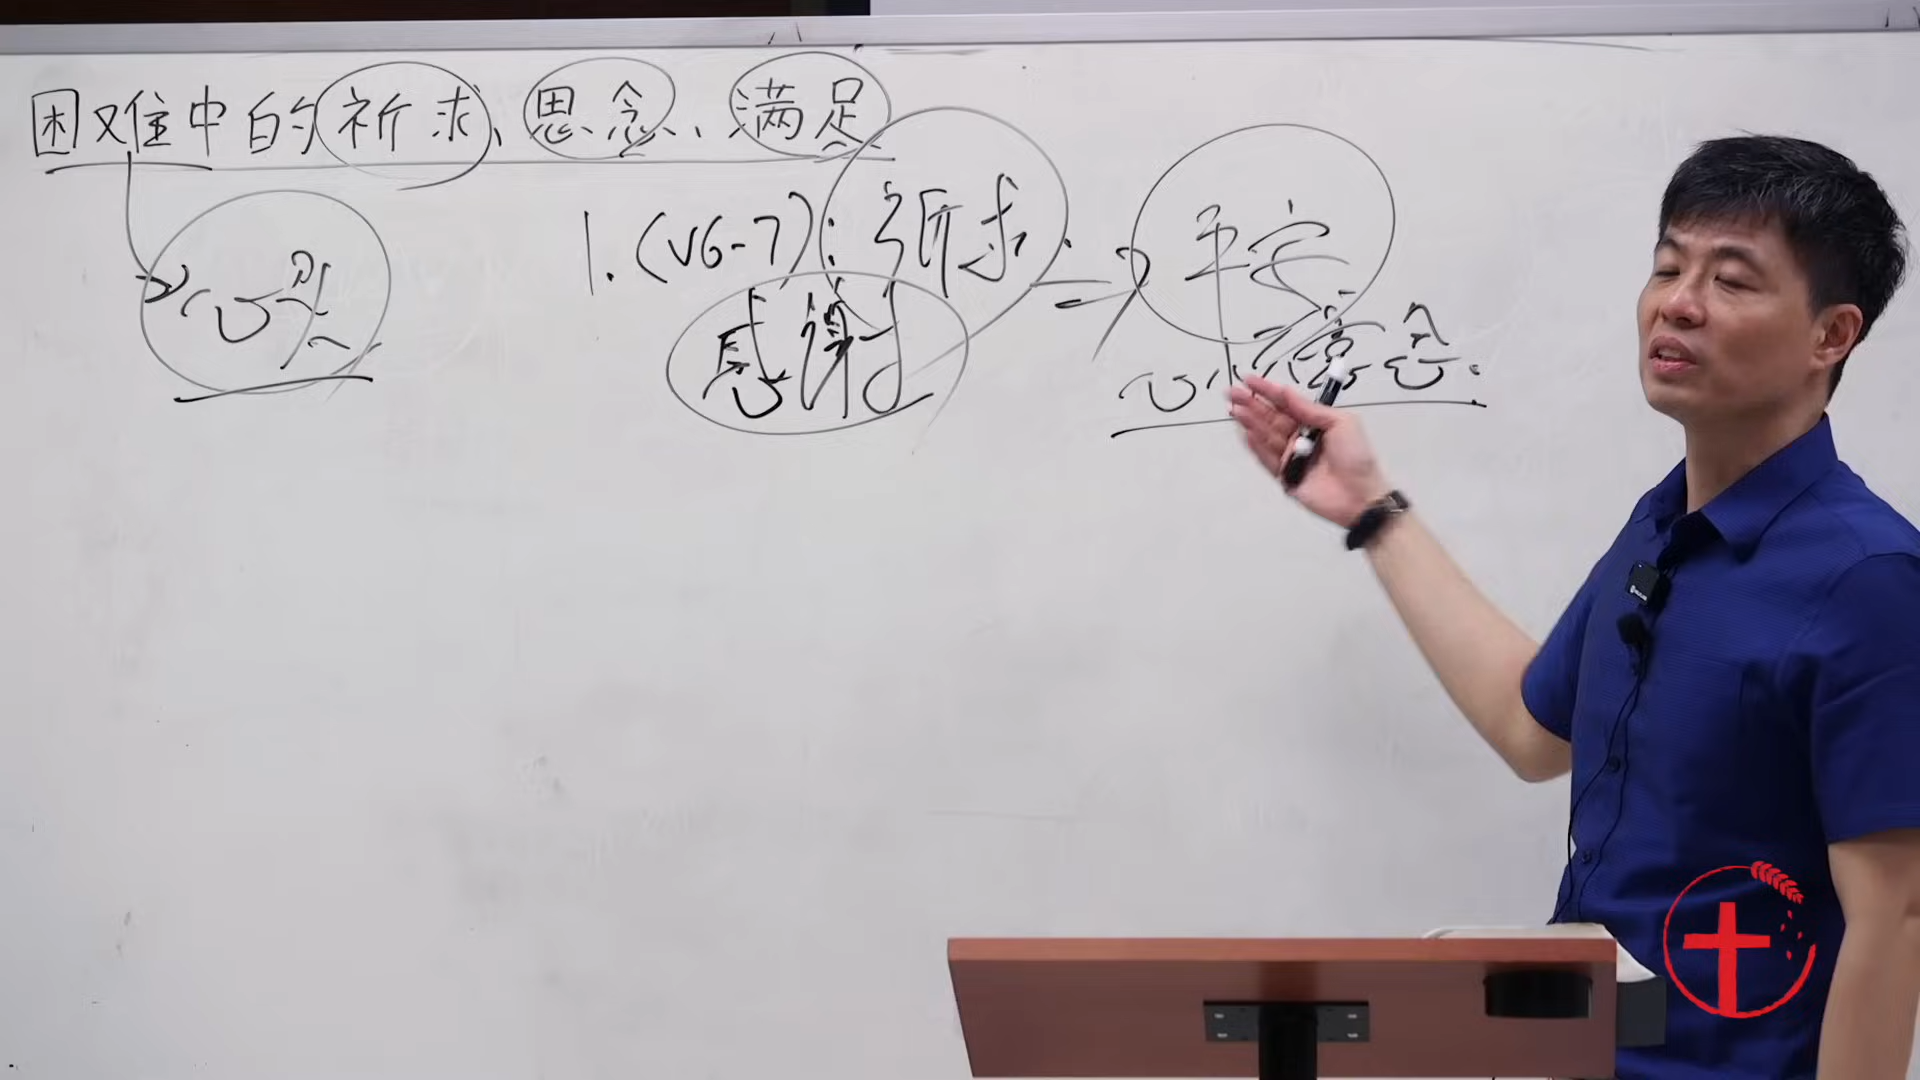 困难中的祈求、思念、满足
1.(V6-7):祈求. => 平安
心思
感谢
心怀意念.